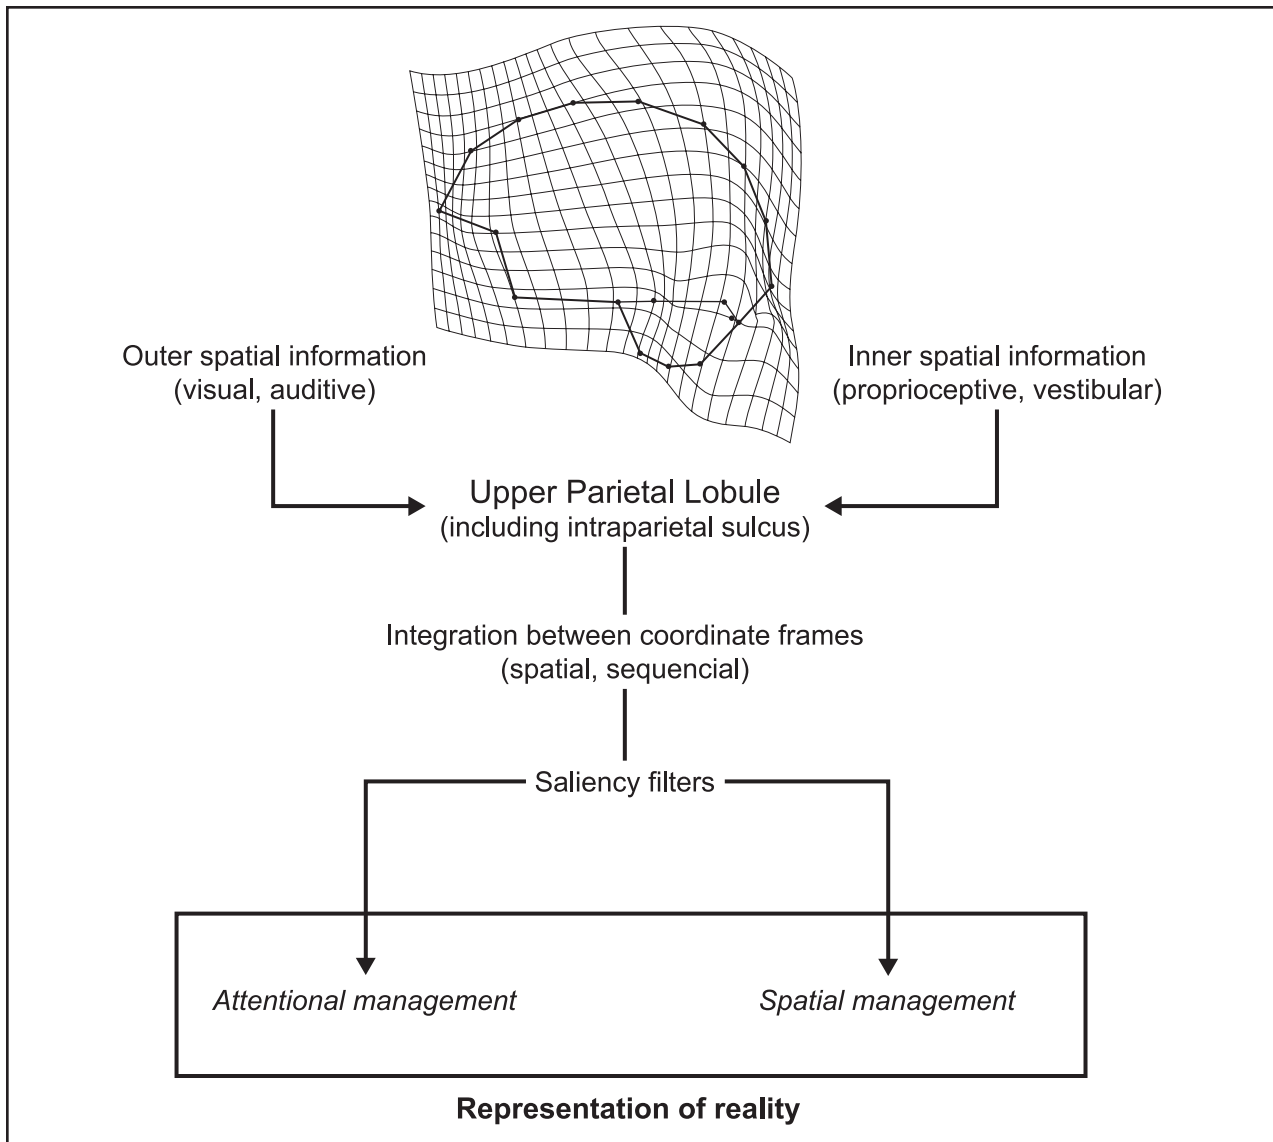 Outer spatial information
(visual, auditive)
Inner spatial information
(proprioceptive, vestibular)
Upper Parietal Lobule
(including intraparietal sulcus)
Integration between coordinate frames
(spatial, sequencial)
Saliency filters
Attentional management
Spatial management
Representation of reality